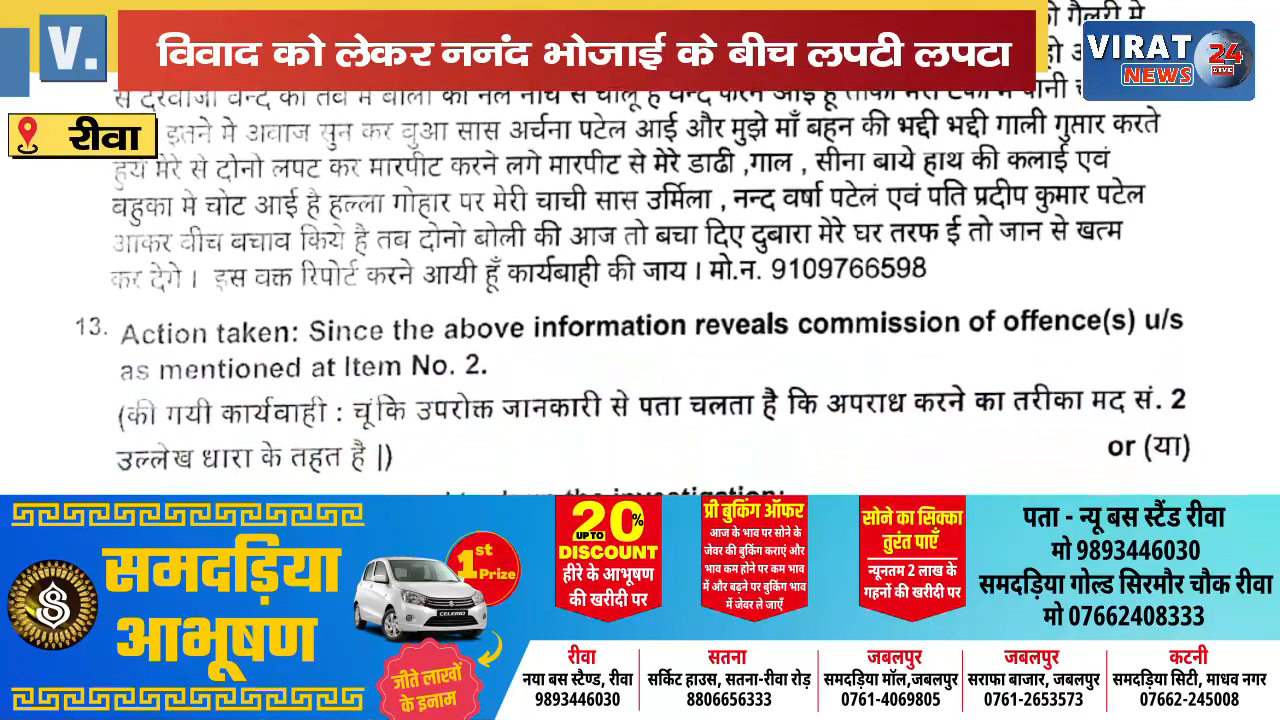 V.
विवाद को लेकर ननंद भोजाई के बीच लपटी लपटा
VIRAT 24
NEWS LIVE
रीवा
गैलरी मे
इतने मे अवाज सुन कर वुआ सास अर्चना पटेल आई और मुझे माँ बहन की भद्दी भद्दी गाली गुप्तार करते
हुये मेरे से दोनो लपट कर मारपीट करने लगे मारपीट से मेरे डाढी ,गाल , सीना बाये हाथ की कलाई एवं
बहुका मे चोट आई है हल्ला गोहार पर मेरी चाची सास उर्मिला , नन्द वर्षा पटेलं एवं पति प्रदीप कुमार पटेल
आकर वीच बचाव किये है तब दोनो बोली की आज तो बचा दिए दुबारा मेरे घर तरफ ई तो जान से खत्म
कर देगे । इस वक्त रिपोर्ट करने आयी हूँ कार्यबाही की जाय । मो.न. 9109766598
13. Action taken: Since the above information reveals commission of offence(s) u/s
as mentioned at Item No. 2.
(की गयी कार्यवाही : चूंकि उपरोक्त जानकारी से पता चलता है कि अपराध करने का तरीका मद सं. 2
उल्लेख धारा के तहत है |) or (या)
the investigation:
समदड़िया
आभूषण
S
1st
Prize
CELERIO
जीते लाखों
के इनाम
UP TO 20%
DISCOUNT
हीरे के आभूषण
की खरीदी पर
प्री बुकिंग ऑफर
आज के भाव पर सोने के
जेवर की बुकिंग कराएं और
भाव कम होने पर कम भाव
में और बढ़ने पर बुकिंग भाव
में जेवर ले जाएँ
सोने का सिक्का
तुरंत पाएँ
न्यूनतम 2 लाख के
गहनों की खरीदी पर
पता - न्यू बस स्टैंड रीवा
मो 9893446030
समदड़िया गोल्ड सिरमौर चौक रीवा
मो 07662408333
रीवा
नया बस स्टैण्ड, रीवा
9893446030
सतना
सर्किट हाउस, सतना-रीवा रोड़
8806656333
जबलपुर
समदड़िया मॉल,जबलपुर
0761-4069805
जबलपुर
सराफा बाजार, जबलपुर
0761-2653573
कटनी
समदड़िया सिटी, माधव नगर
07662-245008